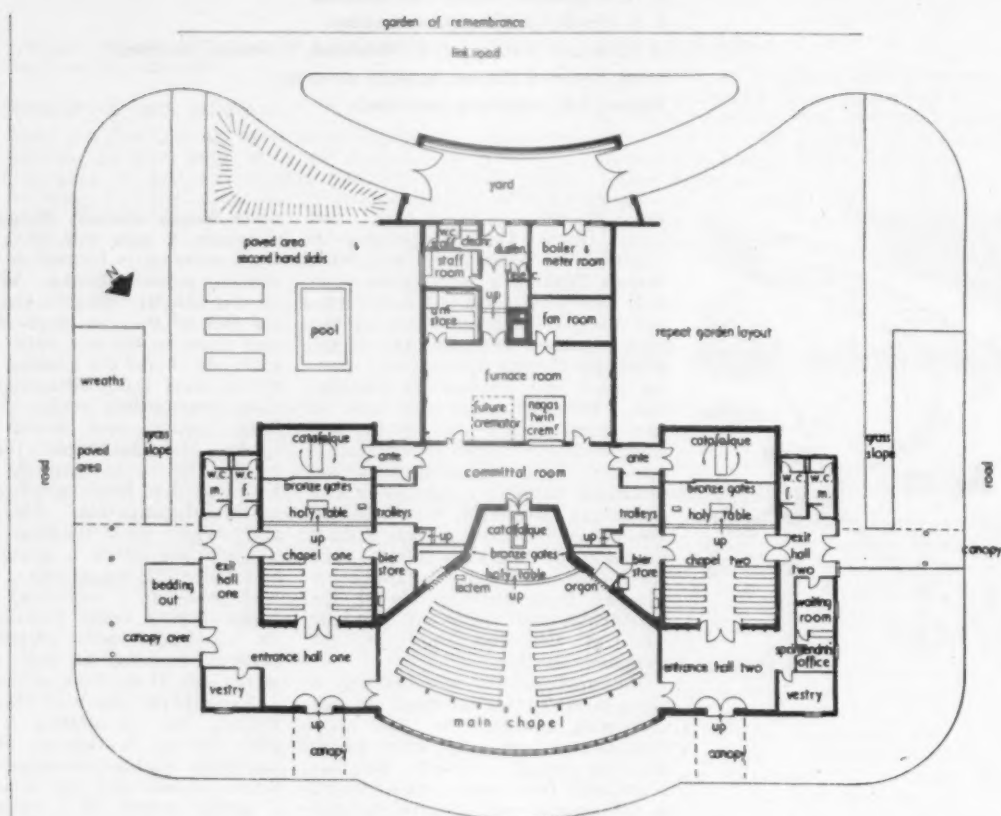 garden of remembrance
link road
yard
paved area
second hand slabs
w.c.
staff
staff room
boiler &
meter room
up
urn
store
fan room
pool
repeat garden layout
N
furnace room
wreaths
future
cremator
twin
crem.r
road
paved
area
grass
slope
catafalque
ante
committal room
ante
catafalque
grass
slope
road
w.c.
m.
w.c.
f.
bronze gates
holy table
trolleys
trolleys
bronze gates
holy table
w.c.
f.
w.c.
m.
up
chapel one
up
catafalque
up
up
chapel two
exit
hall
two
canopy
exit
hall
one
bier
store
bronze gates
holy table
up
lectern
organ
bier
store
bedding
out
waiting
room
canopy over
entrance hall one
entrance hall two
office
vestry
main chapel
vestry
up
canopy
up
canopy